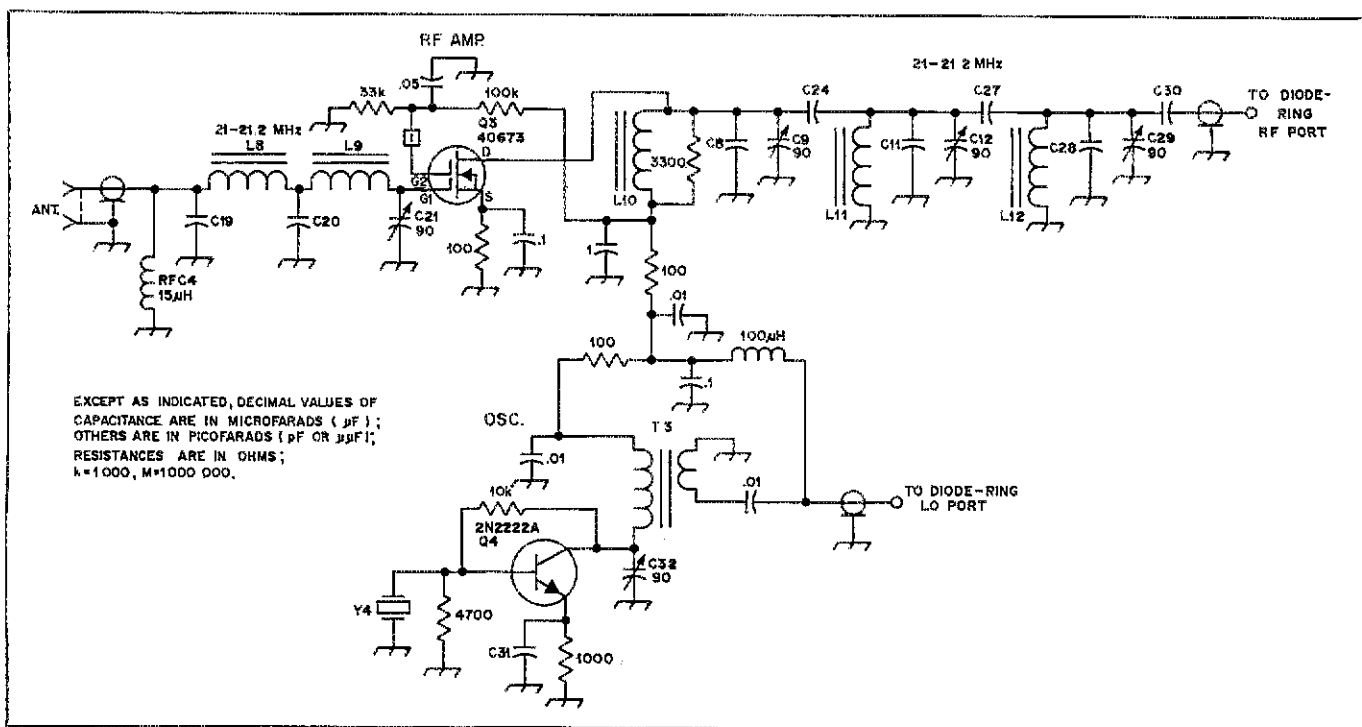 RF AMP.
.05
33k
100k
Q3
40673
D
G2
G1
S
21-21.2 MHz
L8
L9
ANT.
C19
C20
C21
90
100
.1
RFC4
15µH
L10
3300
C8
C9
90
C24
21-21 2 MHz
L11
C11
C12
90
C27
L12
C28
C29
90
C30
TO DIODE-
RING
RF PORT
1
100
.01
100
100µH
.1
EXCEPT AS INDICATED, DECIMAL VALUES OF
CAPACITANCE ARE IN MICROFARADS ( µF );
OTHERS ARE IN PICOFARADS ( pF OR µµF);
RESISTANCES ARE IN OHMS;
k=1000, M=1000 000.
OSC.
T3
.01
.01
TO DIODE-RING
LO PORT
10k
2N2222A
Q4
C32
90
Y4
4700
C31
1000